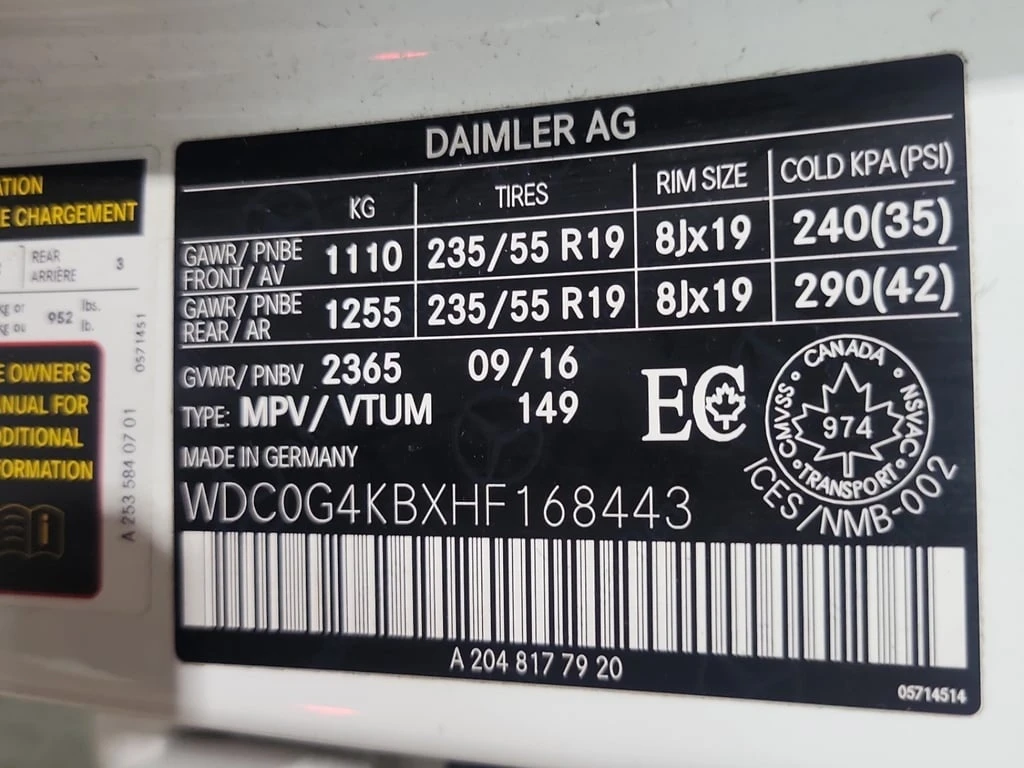 ATION
E CHARGEMENT
REAR
ARRIÈRE 3
952 lbs.
lb.
0571451
E OWNER'S
ANUAL FOR
DDITIONAL
FORMATION
A 253 584 07 01
DAIMLER AG
KG TIRES RIM SIZE COLD KPA (PSI)
GAWR/ PNBE
FRONT/ AV 1110 235/55 R19 8Jx19 240(35)
GAWR/ PNBE
REAR/ AR 1255 235/55 R19 8Jx19 290(42)
GVWR/ PNBV 2365 09/16
TYPE: MPV/ VTUM 149
MADE IN GERMANY
WDC0G4KBXHF168443
EC
CANADA
CMVSS NSVAC
974
TRANSPORT
ICES/NMB-002
A 204 817 79 20
05714514